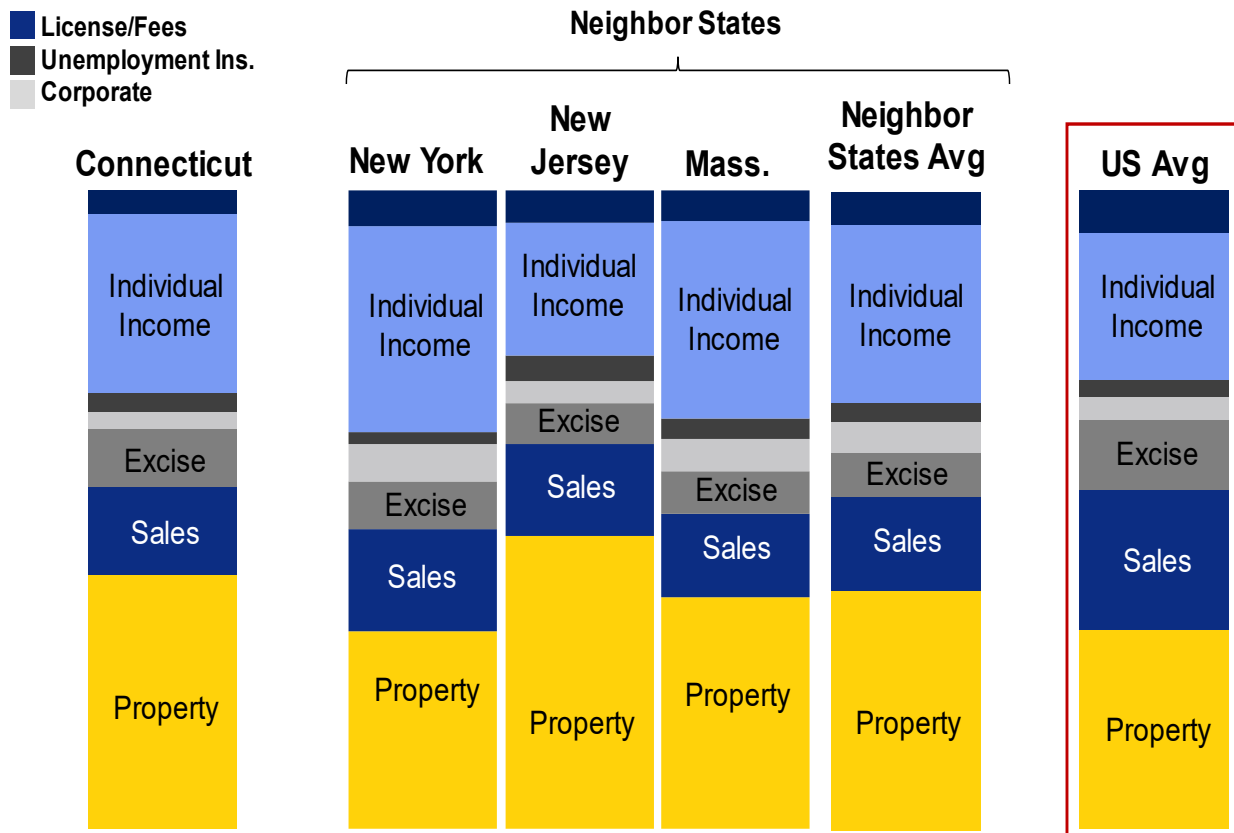 License/Fees
Unemployment Ins.
Corporate
Neighbor States
Connecticut
New York
New
Jersey
Mass.
Neighbor
States Avg
US Avg
Individual
Income
Excise
Sales
Property
Individual
Income
Excise
Sales
Property
Individual
Income
Excise
Sales
Property
Individual
Income
Excise
Sales
Property
Individual
Income
Excise
Sales
Property
Individual
Income
Excise
Sales
Property